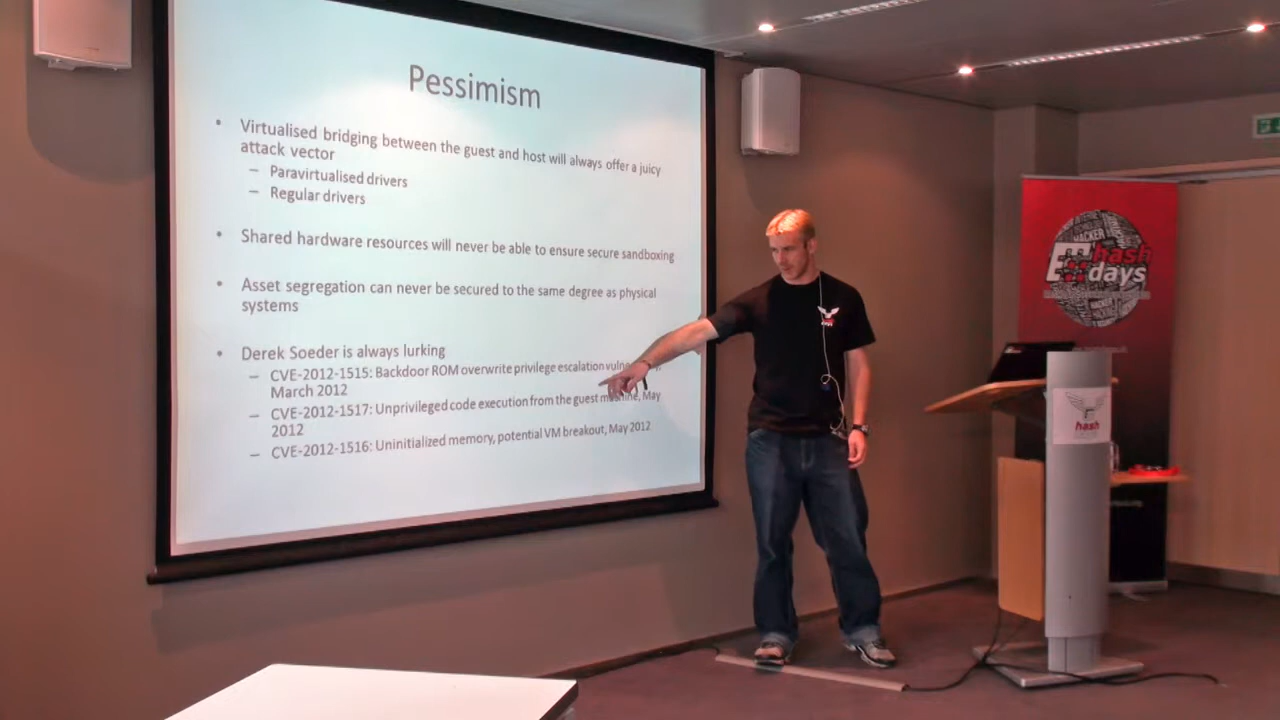 Pessimism
• Virtualised bridging between the guest and host will always offer a juicy
attack vector
– Paravirtualised drivers
– Regular drivers
• Shared hardware resources will never be able to ensure secure sandboxing
• Asset segregation can never be secured to the same degree as physical
systems
• Derek Soeder is always lurking
– CVE-2012-1515: Backdoor ROM overwrite privilege escalation
March 2012
– CVE-2012-1517: Unprivileged code execution from the guest machine, May
2012
– CVE-2012-1516: Uninitialized memory, potential VM breakout, May 2012
HACKER
hash
days
hash